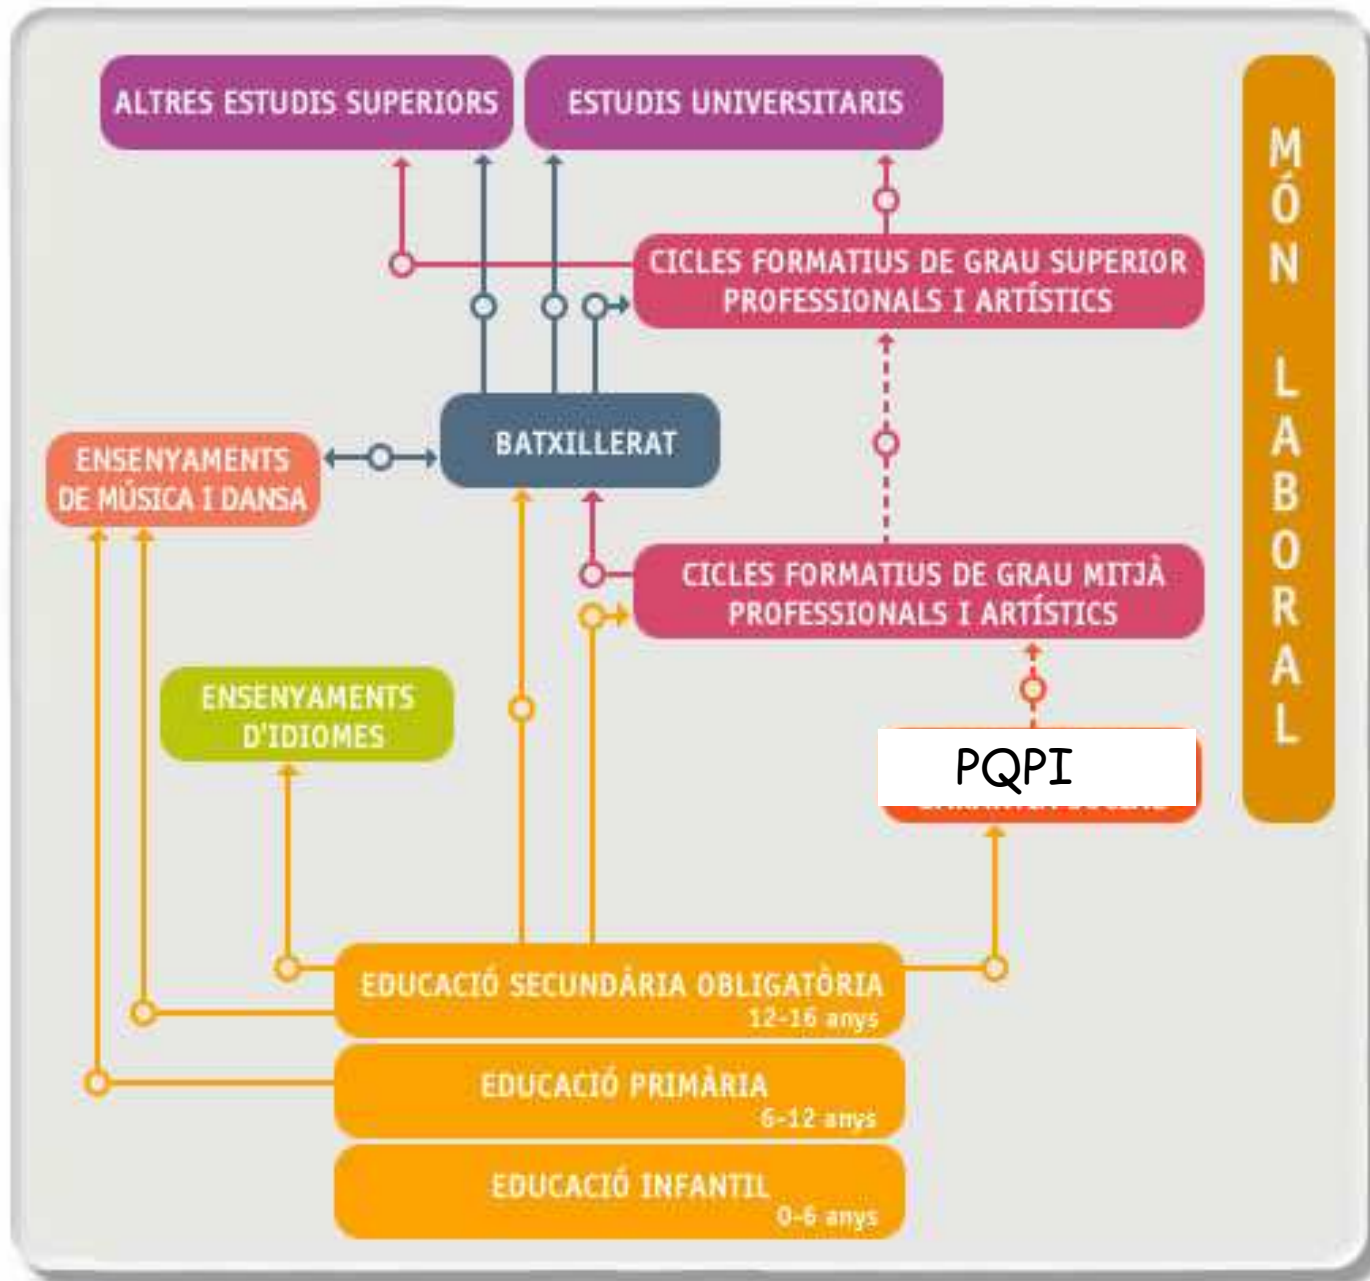 ALTRES ESTUDIS SUPERIORS
ESTUDIS UNIVERSITARIS
MÓN LABORAL
CICLES FORMATIUS DE GRAU SUPERIOR
PROFESSIONALS I ARTÍSTICS
BATXILLERAT
ENSENYAMENTS
DE MÚSICA I DANSA
CICLES FORMATIUS DE GRAU MITJÀ
PROFESSIONALS I ARTÍSTICS
ENSENYAMENTS
D'IDIOMES
PQPI
EDUCACIÓ SECUNDÀRIA OBLIGATÒRIA
12-16 anys
EDUCACIÓ PRIMÀRIA
6-12 anys
EDUCACIÓ INFANTIL
0-6 anys